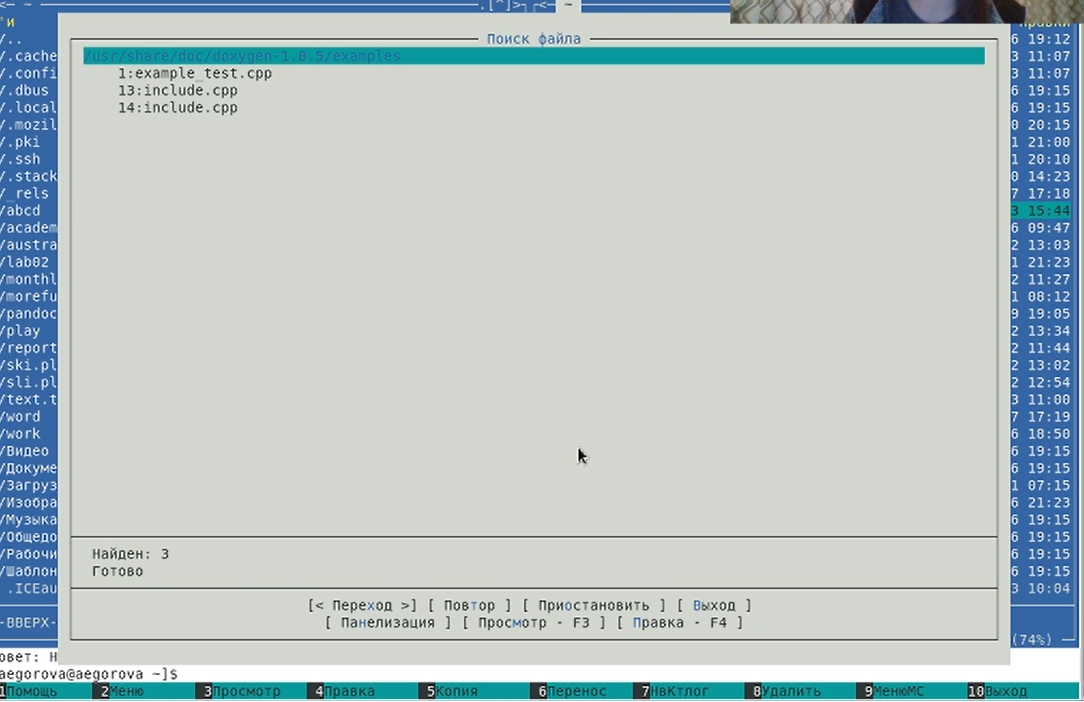 <— ~ .[^]>┐┌<— ~
'и правки
/..
/.cache
/.confi
/.dbus
/.local
/.mozil
/.pki
/.ssh
/.stack
/_rels
/abcd
/academ
/austra
/lab02
/monthl
/morefu
/pandoc
/play
/report
/ski.pl
/sli.pl
/text.t
/word
/work
/Видео
/Докуме
/Загруз
/Изобра
/Музыка
/Общедо
/Рабочи
/Шаблон
.ICEau
-ВВЕРХ-
Поиск файла
/usr/share/doc/doxygen-1.8.5/examples
1:example_test.cpp
13:include.cpp
14:include.cpp
Найден: 3
Готово
[< Переход >] [ Повтор ] [ Приостановить ] [ Выход ]
[ Панелизация ] [ Просмотр - F3 ] [ Правка - F4 ]
6 19:12
3 11:07
3 11:07
6 19:15
6 19:15
0 20:15
1 21:00
1 20:10
0 14:23
7 17:18
3 15:44
6 09:47
2 13:03
1 21:23
2 11:27
1 08:12
9 19:05
2 13:34
2 11:44
2 13:02
2 12:54
3 11:00
7 17:19
6 18:50
6 19:15
6 19:15
1 07:15
6 21:23
6 19:15
6 19:15
6 19:15
6 19:15
3 10:04
(74%)
овет: Н
aegorova@aegorova ~]$
1Помощь 2Меню 3Просмотр 4Правка 5Копия 6Перенос 7НвКтлог 8Удалить 9МенюMC 10Выход